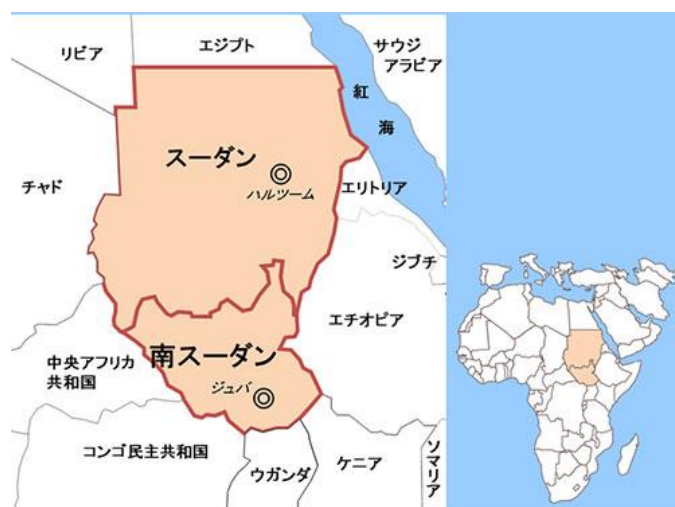 リビア
エジプト
サウジ
アラビア
紅
海
スーダン
ハルツーム
チャド
エリトリア
ジブチ
エチオピア
南スーダン
中央アフリカ
共和国
ジュバ
コンゴ民主共和国
ウガンダ
ケニア
ソマリア